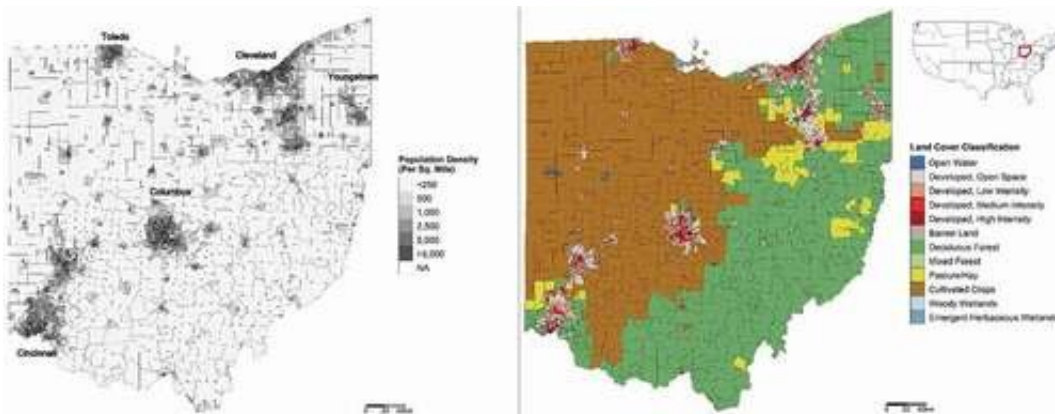 Toledo
Cleveland
Youngstown
Columbus
Cincinnati
Population Density
(Per Sq. Mile)
<250
500
1,000
2,500
5,000
NA
Land Cover Classification
Open Water
Developed, Open Space
Developed, Low Intensity
Developed, Medium Intensity
Developed, High Intensity
Barren Land
Deciduous Forest
Mixed Forest
Pasture/Hay
Cultivated Crops
Woody Wetlands
Emergent Herbaceous Wetlands